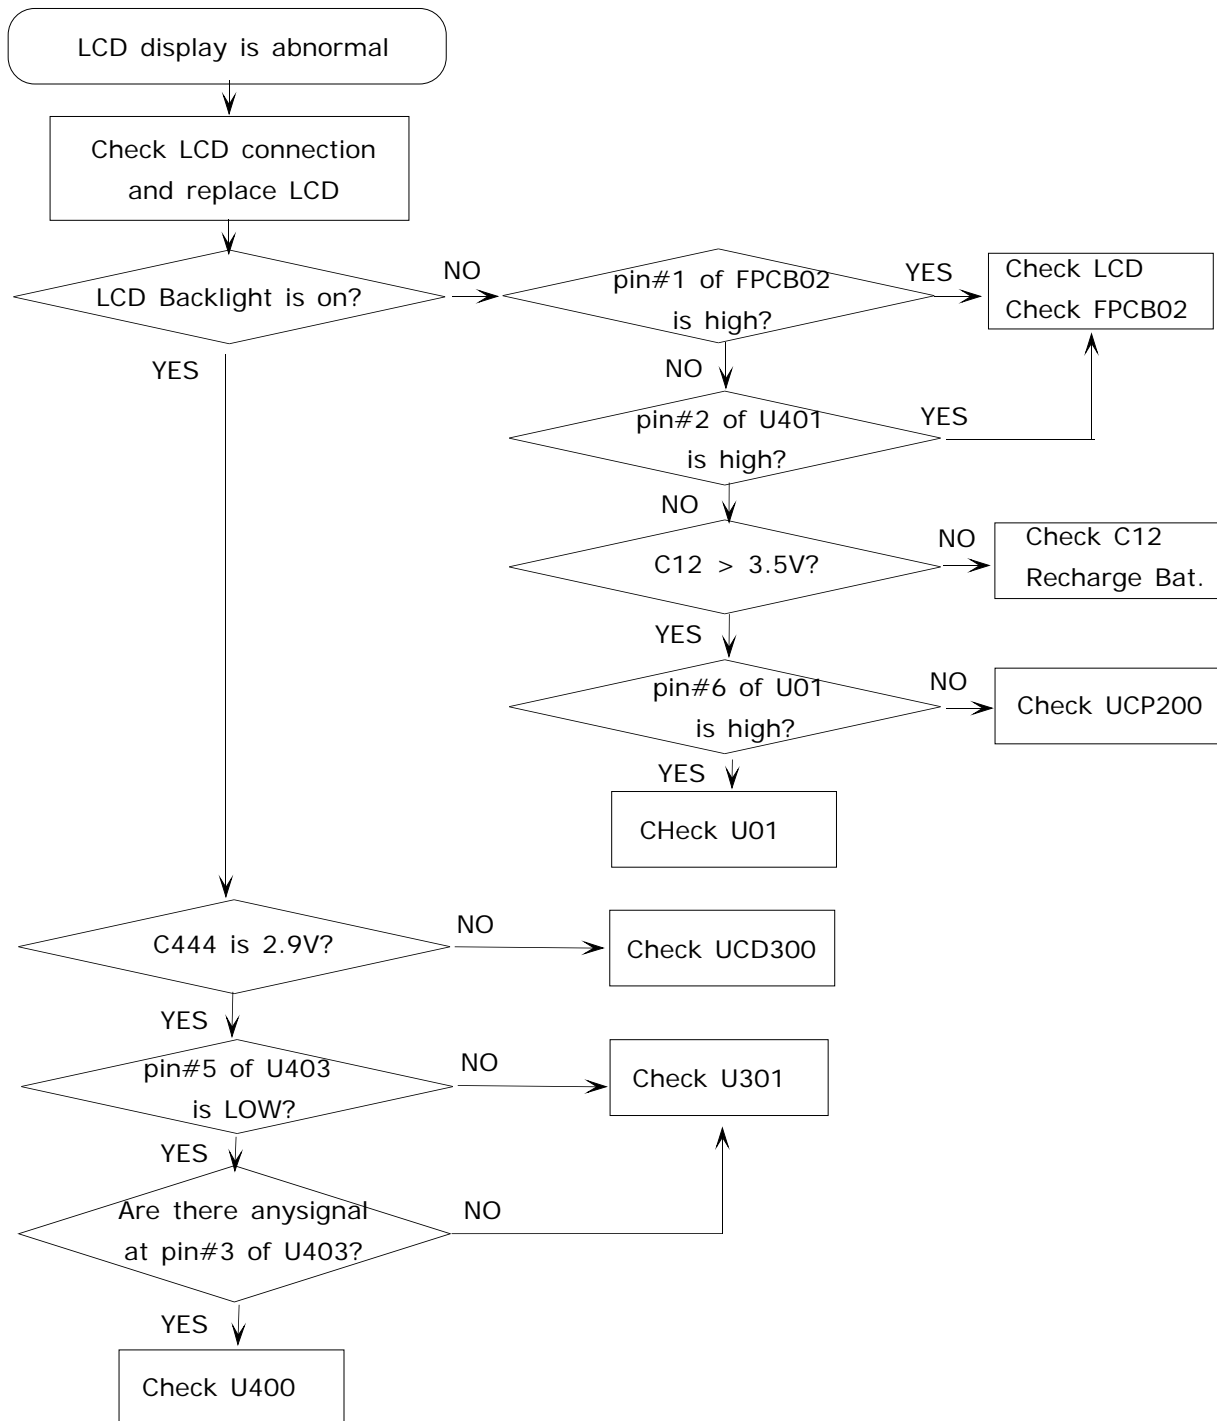 LCD display is abnormal
Check LCD connection
and replace LCD
LCD Backlight is on?
NO
pin#1 of FPCB02
is high?
YES
Check LCD
Check FPCB02
YES
NO
pin#2 of U401
is high?
YES
NO
C12 > 3.5V?
NO
Check C12
Recharge Bat.
YES
pin#6 of U01
is high?
NO
Check UCP200
YES
CHeck U01
C444 is 2.9V?
NO
Check UCD300
YES
pin#5 of U403
is LOW?
NO
Check U301
YES
Are there anysignal
at pin#3 of U403?
NO
YES
Check U400